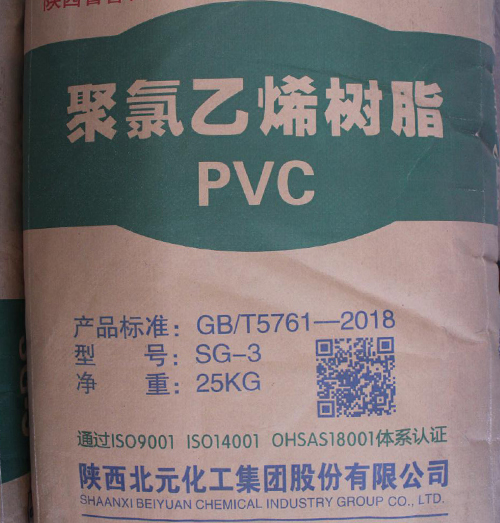 陕西省
聚氯乙烯树脂
PVC
产品标准：GB/T5761—2018
型 号：SG-3
净 重：25KG
通过ISO9001 ISO14001 OHSAS18001体系认证
陕西北元化工集团股份有限公司
SHAANXI BEIYUAN CHEMICAL INDUSTRY GROUP CO., LTD.